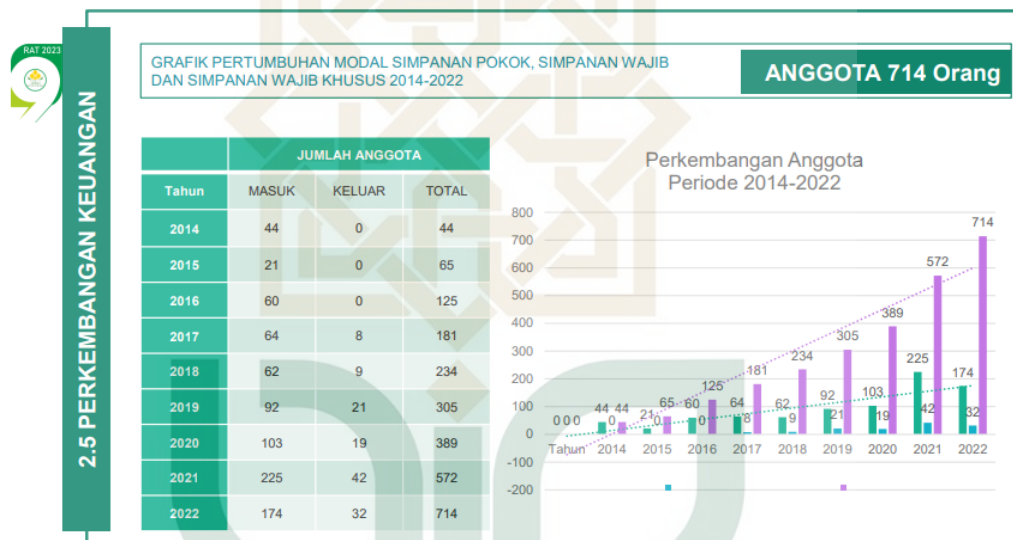 RAT 2023
2.5 PERKEMBANGAN KEUANGAN
GRAFIK PERTUMBUHAN MODAL SIMPANAN POKOK, SIMPANAN WAJIB
DAN SIMPANAN WAJIB KHUSUS 2014-2022
ANGGOTA 714 Orang
JUMLAH ANGGOTA
Tahun MASUK KELUAR TOTAL
2014 44 0 44
2015 21 0 65
2016 60 0 125
2017 64 8 181
2018 62 9 234
2019 92 21 305
2020 103 19 389
2021 225 42 572
2022 174 32 714
Perkembangan Anggota
Periode 2014-2022
800
700
600
500
400
300
200
100
0
-100
-200
0 0 0
44 0 44
21 0 65
60 0 125
64 8 181
62 9 234
92 21 305
103 19 389
225 42 572
174 32 714
Tahun 2014 2015 2016 2017 2018 2019 2020 2021 2022